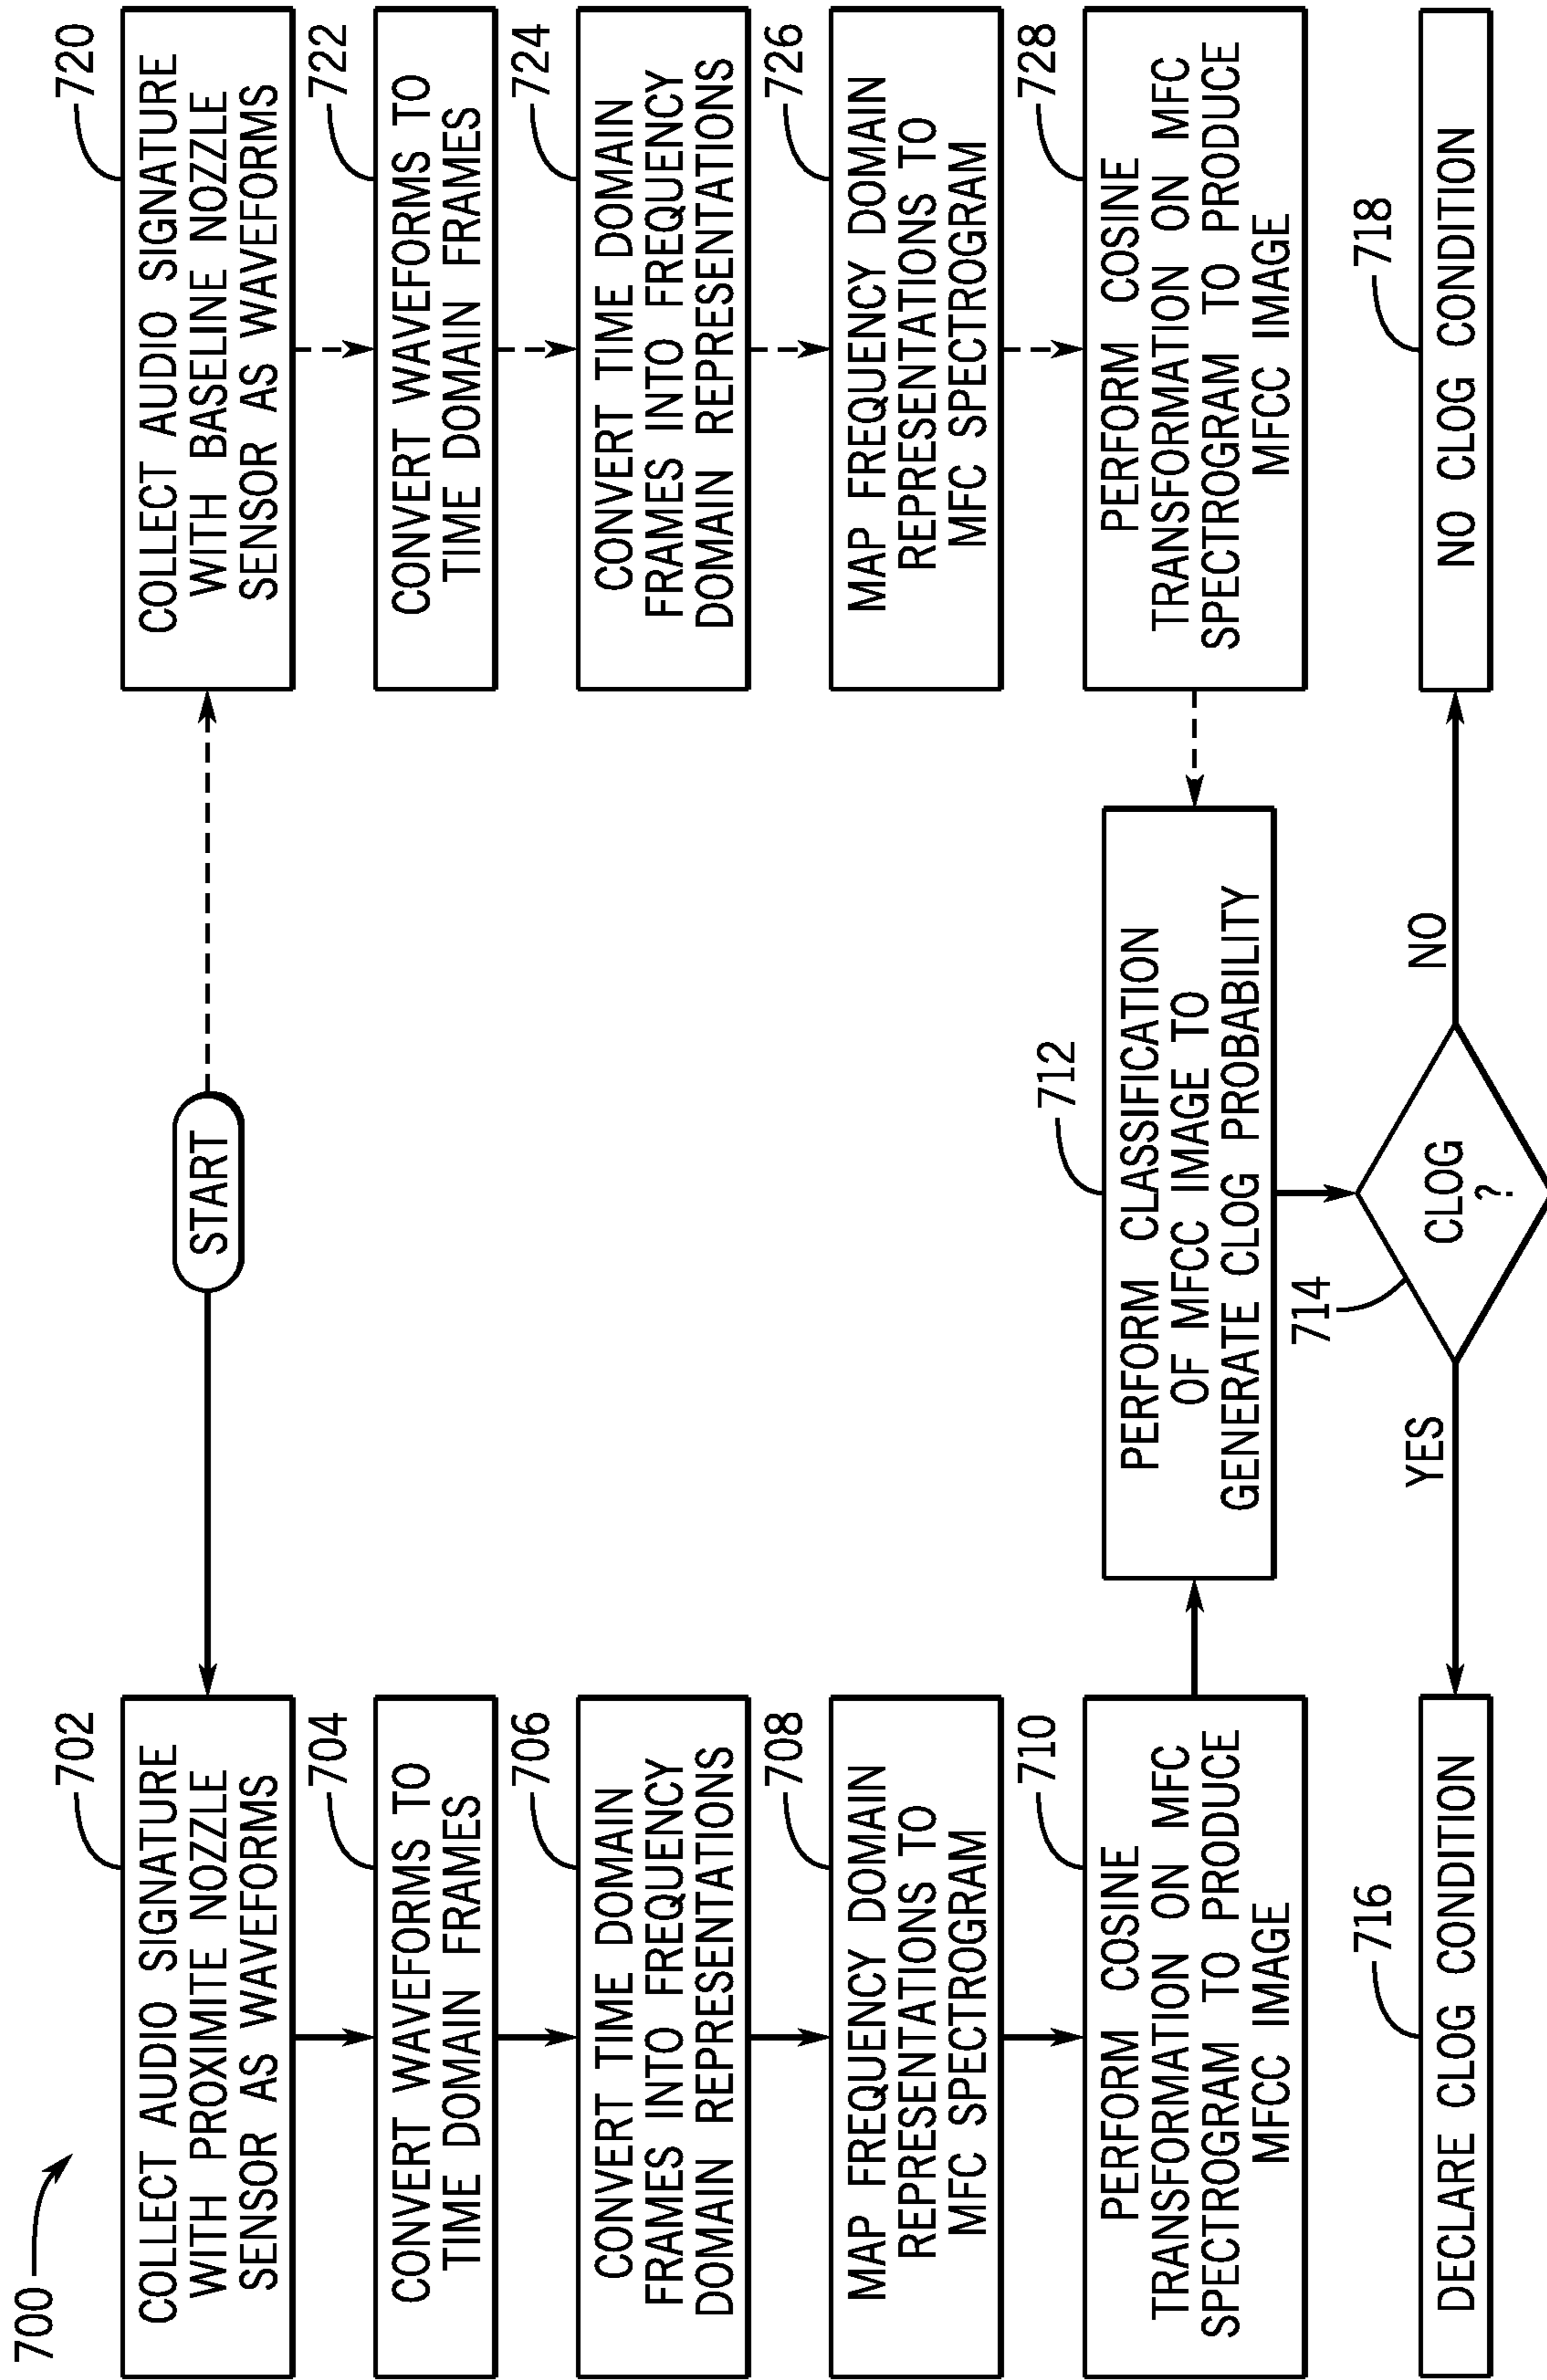 700
START
702
COLLECT AUDIO SIGNATURE
WITH PROXIMITE NOZZLE
SENSOR AS WAVEFORMS
704
CONVERT WAVEFORMS TO
TIME DOMAIN FRAMES
706
CONVERT TIME DOMAIN
FRAMES INTO FREQUENCY
DOMAIN REPRESENTATIONS
708
MAP FREQUENCY DOMAIN
REPRESENTATIONS TO
MFC SPECTROGRAM
710
PERFORM COSINE
TRANSFORMATION ON MFC
SPECTROGRAM TO PRODUCE
MFCC IMAGE
720
COLLECT AUDIO SIGNATURE
WITH BASELINE NOZZLE
SENSOR AS WAVEFORMS
722
CONVERT WAVEFORMS TO
TIME DOMAIN FRAMES
724
CONVERT TIME DOMAIN
FRAMES INTO FREQUENCY
DOMAIN REPRESENTATIONS
726
MAP FREQUENCY DOMAIN
REPRESENTATIONS TO
MFC SPECTROGRAM
728
PERFORM COSINE
TRANSFORMATION ON MFC
SPECTROGRAM TO PRODUCE
MFCC IMAGE
712
PERFORM CLASSIFICATION
OF MFCC IMAGE TO
GENERATE CLOG PROBABILITY
714
CLOG
?
YES
NO
716
DECLARE CLOG CONDITION
718
NO CLOG CONDITION